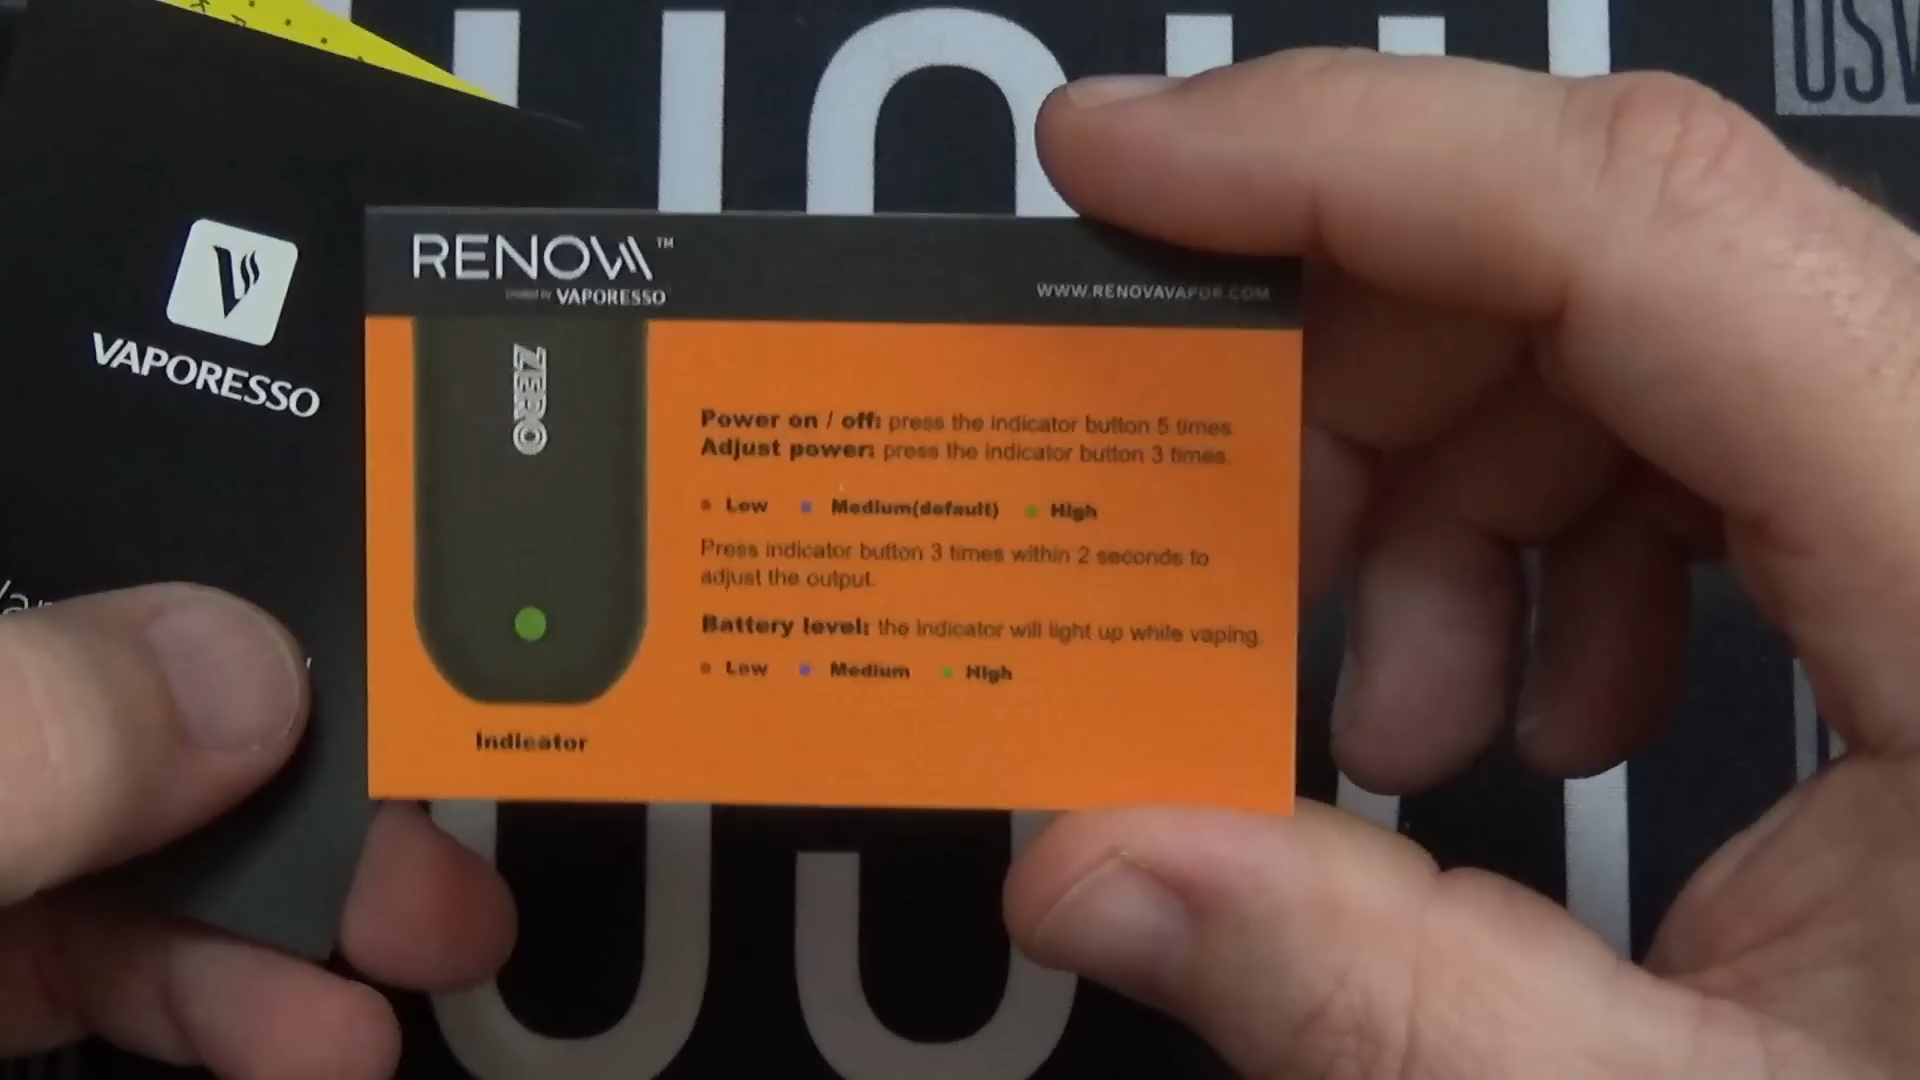 VAPORESSO
RENOVA™
created by VAPORESSO
WWW.RENOVAVAPOR.COM
ZERO
Power on / off: press the indicator button 5 times.
Adjust power: press the indicator button 3 times.
Low Medium(default) High
Press indicator button 3 times within 2 seconds to
adjust the output.
Battery level: the indicator will light up while vaping.
Low Medium High
Indicator